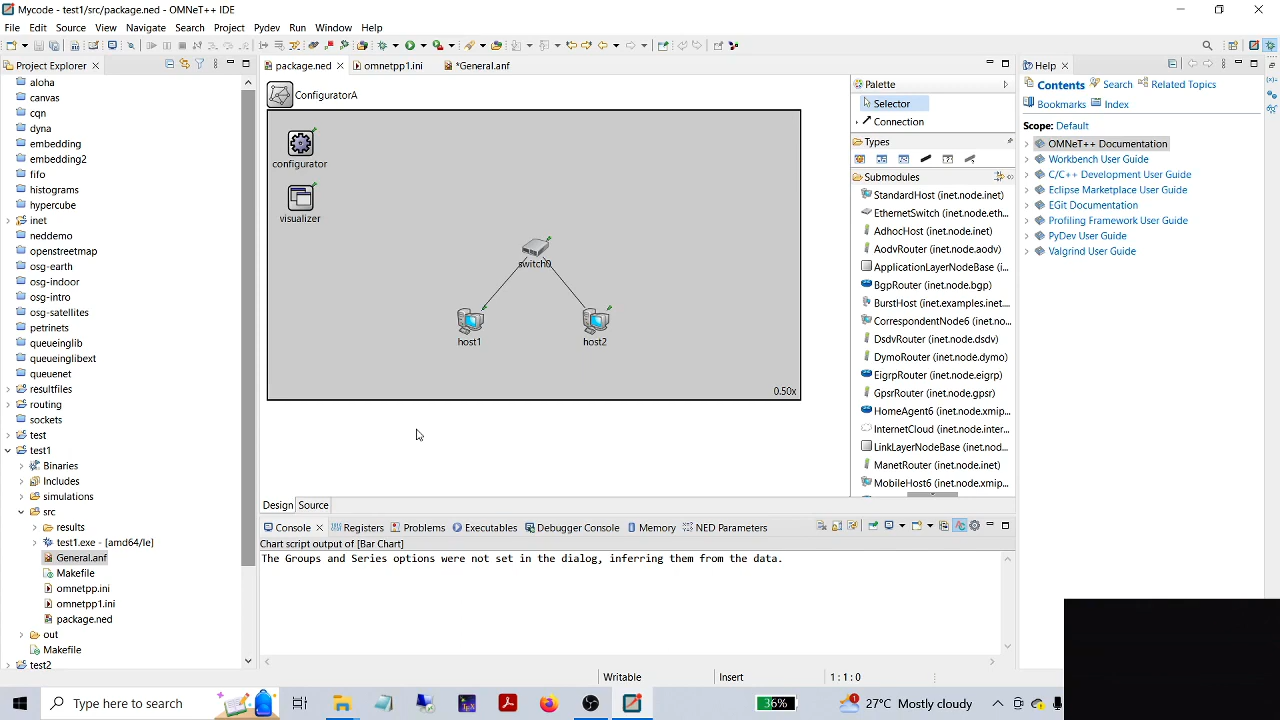 Mycode - test1/src/package.ned - OMNeT++ IDE
File Edit Source View Navigate Search Project Pydev Run Window Help
Project Explorer
package.ned
omnetpp1.ini
*General.anf
Help
aloha
canvas
cqn
dyna
embedding
embedding2
fifo
histograms
hypercube
inet
neddemo
openstreetmap
osg-earth
osg-indoor
osg-intro
osg-satellites
petrinets
queueinglib
queueinglibext
queuenet
resultfiles
routing
sockets
test
test1
Binaries
Includes
simulations
src
results
test1.exe - [amd64/le]
General.anf
Makefile
omnetpp.ini
omnetpp1.ini
package.ned
out
Makefile
test2
ConfiguratorA
configurator
visualizer
switch0
host1
host2
0.50x
Design Source
Palette
Selector
Connection
Types
Submodules
StandardHost (inet.node.inet)
EthernetSwitch (inet.node.eth...
AdhocHost (inet.node.inet)
AodvRouter (inet.node.aodv)
ApplicationLayerNodeBase (i...
BgpRouter (inet.node.bgp)
BurstHost (inet.examples.inet....
CorrespondentNode6 (inet.no...
DsdvRouter (inet.node.dsdv)
DymoRouter (inet.node.dymo)
EigrpRouter (inet.node.eigrp)
GpsrRouter (inet.node.gpsr)
HomeAgent6 (inet.node.xmip...
InternetCloud (inet.node.inter...
LinkLayerNodeBase (inet.nod...
ManetRouter (inet.node.inet)
MobileHost6 (inet.node.xmip...
Contents Search Related Topics
Bookmarks Index
Scope: Default
OMNeT++ Documentation
Workbench User Guide
C/C++ Development User Guide
Eclipse Marketplace User Guide
EGit Documentation
Profiling Framework User Guide
PyDev User Guide
Valgrind User Guide
Console Registers Problems Executables Debugger Console Memory NED Parameters
Chart script output of [Bar Chart]
The Groups and Series options were not set in the dialog, inferring them from the data.
Writable Insert 1 : 1 : 0
Type here to search
36%
27°C Mostly cloudy